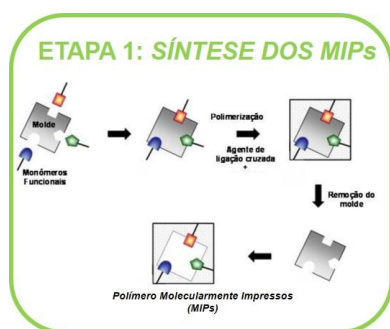 ETAPA 1: SÍNTESE DOS MIPs
Molde
Monômeros
Funcionais
Polimerização
Agente de
ligação cruzada
+
Remoção do
molde
Polímero Molecularmente Impressos
(MIPs)